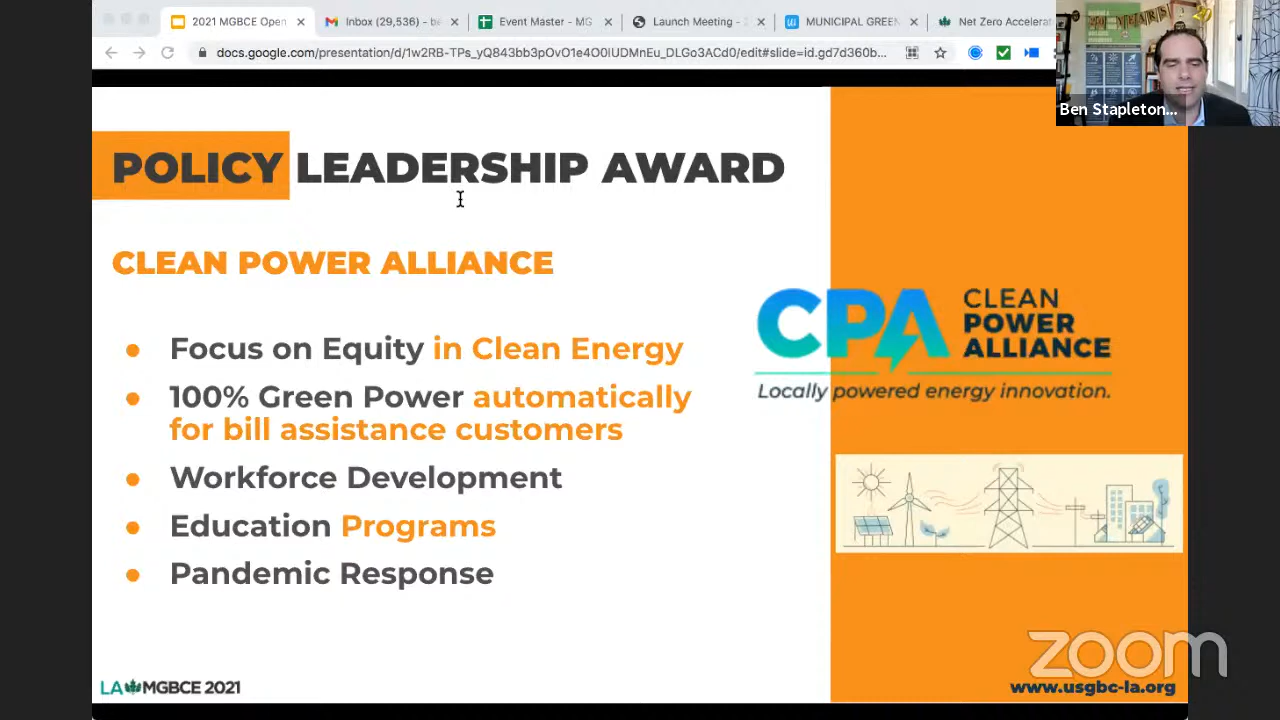 2021 MGBCE Open
Inbox (29,536) - be
Event Master - MG
Launch Meeting - 2
MUNICIPAL GREEN
Net Zero Accelerat
docs.google.com/presentation/d/1w2RB-TPs_yQ843bb3pOvO1e4O0IUDMnEu_DLGo3ACd0/edit#slide=id.gd7d360b...
Ben Stapleton...
POLICY LEADERSHIP AWARD
CLEAN POWER ALLIANCE
Focus on Equity in Clean Energy
100% Green Power automatically
for bill assistance customers
Workforce Development
Education Programs
Pandemic Response
CPA
CLEAN
POWER
ALLIANCE
Locally powered energy innovation.
LA MGBCE 2021
zoom
www.usgbc-la.org